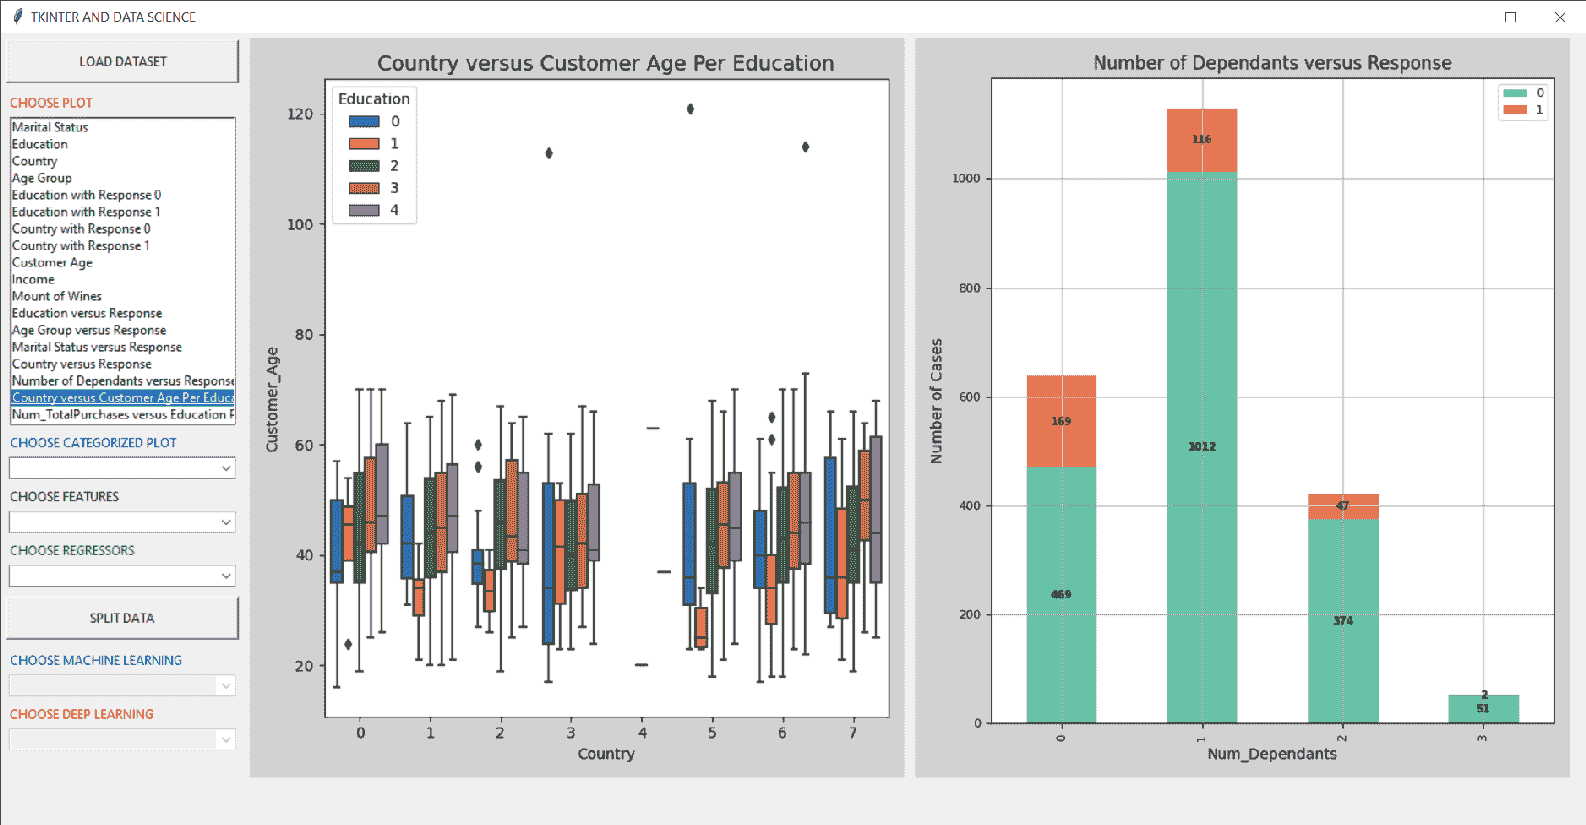 TKINTER AND DATA SCIENCE
LOAD DATASET
CHOOSE PLOT
Marital Status
Education
Country
Age Group
Education with Response 0
Education with Response 1
Country with Response 0
Country with Response 1
Customer Age
Income
Mount of Wines
Education versus Response
Age Group versus Response
Marital Status versus Response
Country versus Response
Number of Dependants versus Response
Country versus Customer Age Per Educa
Num_TotalPurchases versus Education F
CHOOSE CATEGORIZED PLOT
CHOOSE FEATURES
CHOOSE REGRESSORS
SPLIT DATA
CHOOSE MACHINE LEARNING
CHOOSE DEEP LEARNING
Country versus Customer Age Per Education
Education
0
1
2
3
4
120
100
80
60
40
20
Customer_Age
0 1 2 3 4 5 6 7
Country
Number of Dependants versus Response
0
1
1000
800
600
400
200
0
Number of Cases
116
169
1012
47
469
374
2
51
0 1 2 3
Num_Dependants